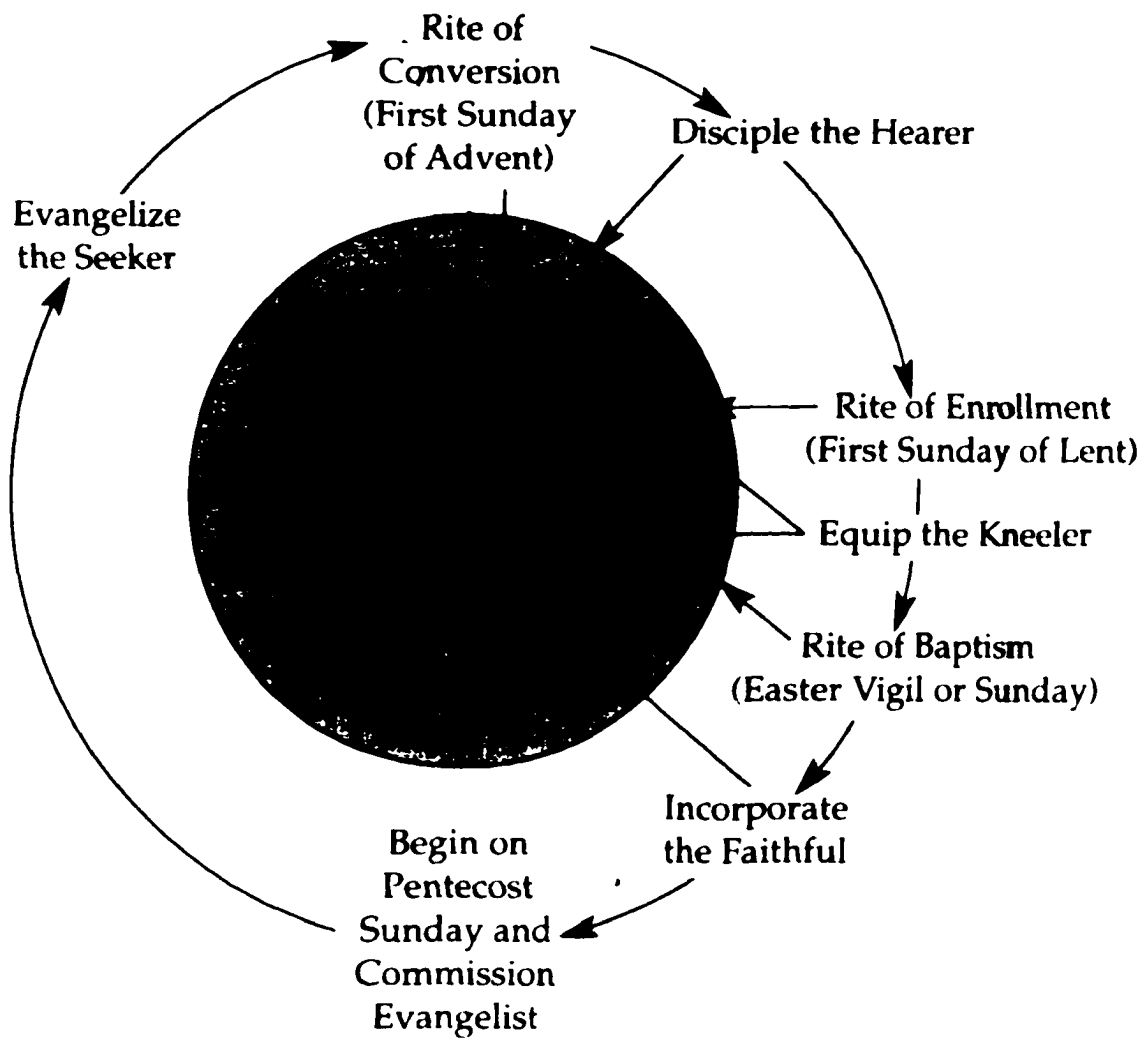 Rite of
Conversion
(First Sunday
of Advent)
Disciple the Hearer
Evangelize
the Seeker
Rite of Enrollment
(First Sunday of Lent)
Equip the Kneeler
Rite of Baptism
(Easter Vigil or Sunday)
Incorporate
the Faithful
Begin on
Pentecost
Sunday and
Commission
Evangelist